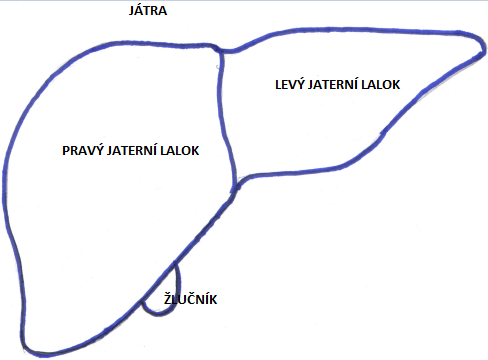 JÁTRA
LEVÝ JATERNÍ LALOK
PRAVÝ JATERNÍ LALOK
ŽLUČNÍK